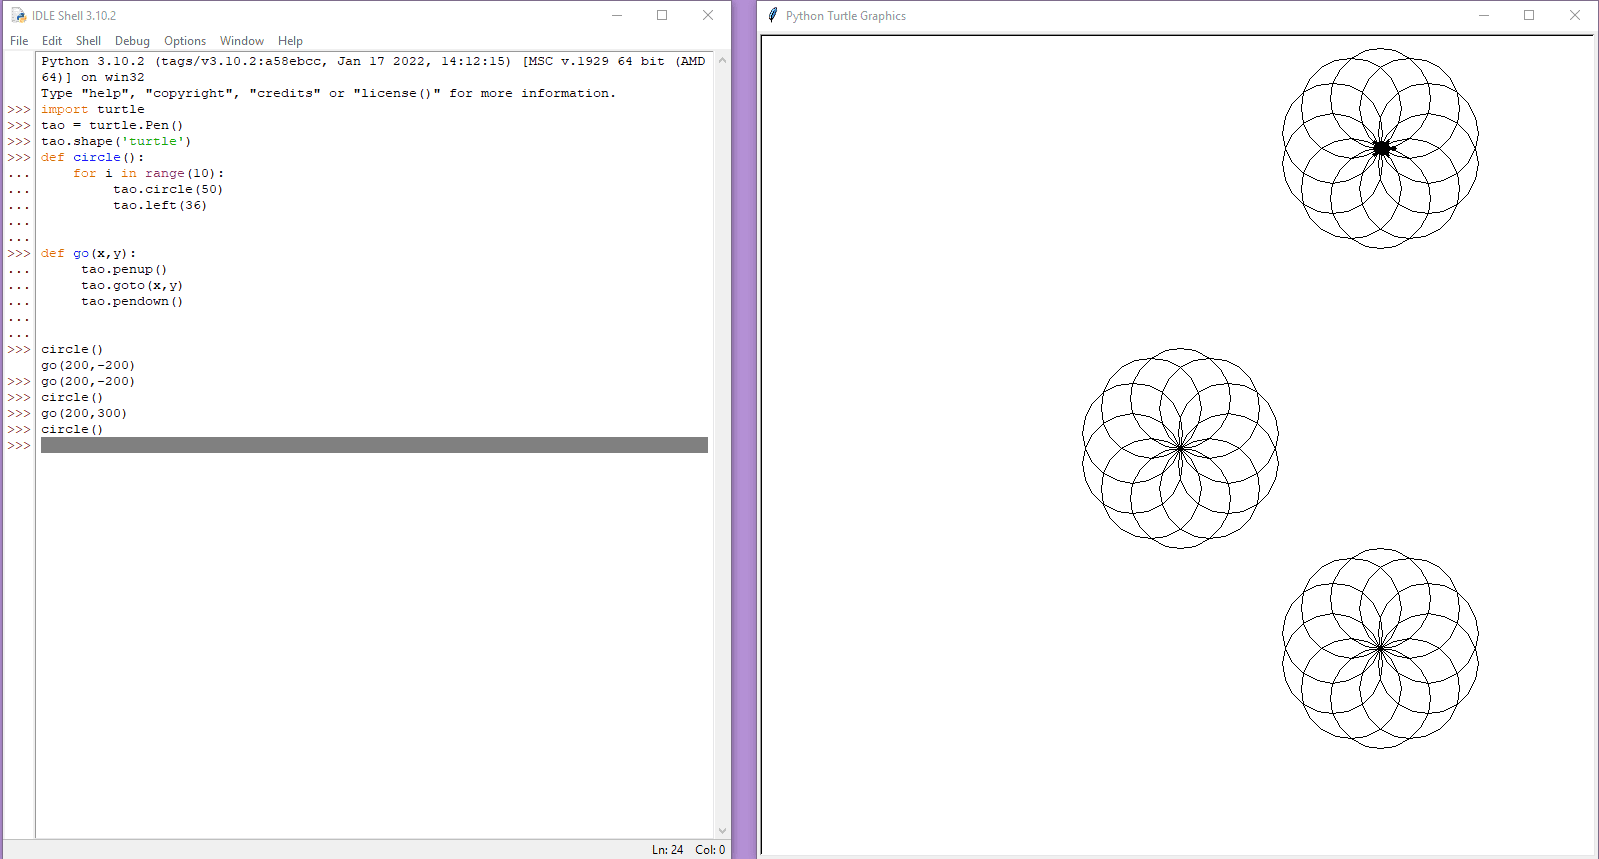 IDLE Shell 3.10.2
File Edit Shell Debug Options Window Help
Python 3.10.2 (tags/v3.10.2:a58ebcc, Jan 17 2022, 14:12:15) [MSC v.1929 64 bit (AMD
64)] on win32
Type "help", "copyright", "credits" or "license()" for more information.
>>> import turtle
>>> tao = turtle.Pen()
>>> tao.shape('turtle')
>>> def circle():
...     for i in range(10):
...          tao.circle(50)
...          tao.left(36)
...
...
>>> def go(x,y):
...      tao.penup()
...      tao.goto(x,y)
...      tao.pendown()
...
...
>>> circle()
go(200,-200)
>>> go(200,-200)
>>> circle()
>>> go(200,300)
>>> circle()
>>>
Ln: 24 Col: 0
Python Turtle Graphics